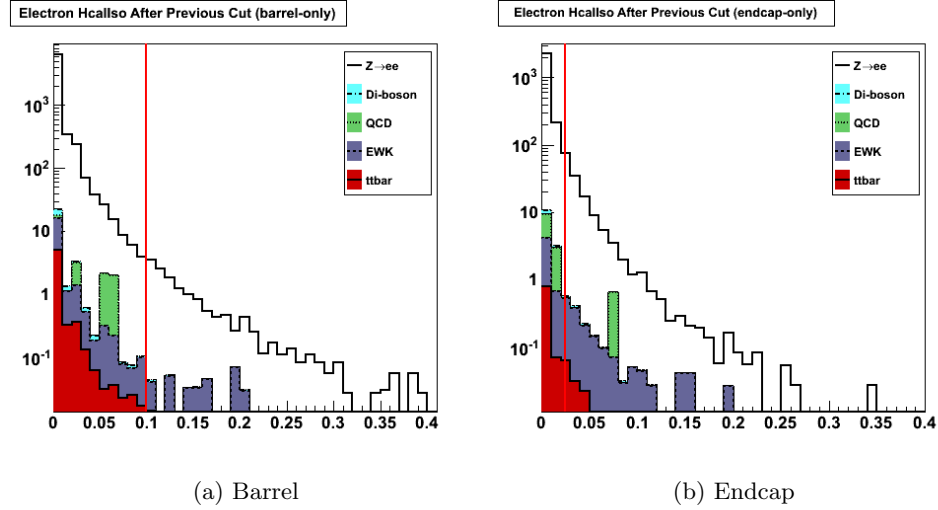 Electron HcalIso After Previous Cut (barrel-only)
Z→ee
Di-boson
QCD
EWK
ttbar
10³
10²
10
1
10⁻¹
0 0.05 0.1 0.15 0.2 0.25 0.3 0.35 0.4
(a) Barrel
Electron HcalIso After Previous Cut (endcap-only)
Z→ee
Di-boson
QCD
EWK
ttbar
10³
10²
10
1
10⁻¹
0 0.05 0.1 0.15 0.2 0.25 0.3 0.35 0.4
(b) Endcap